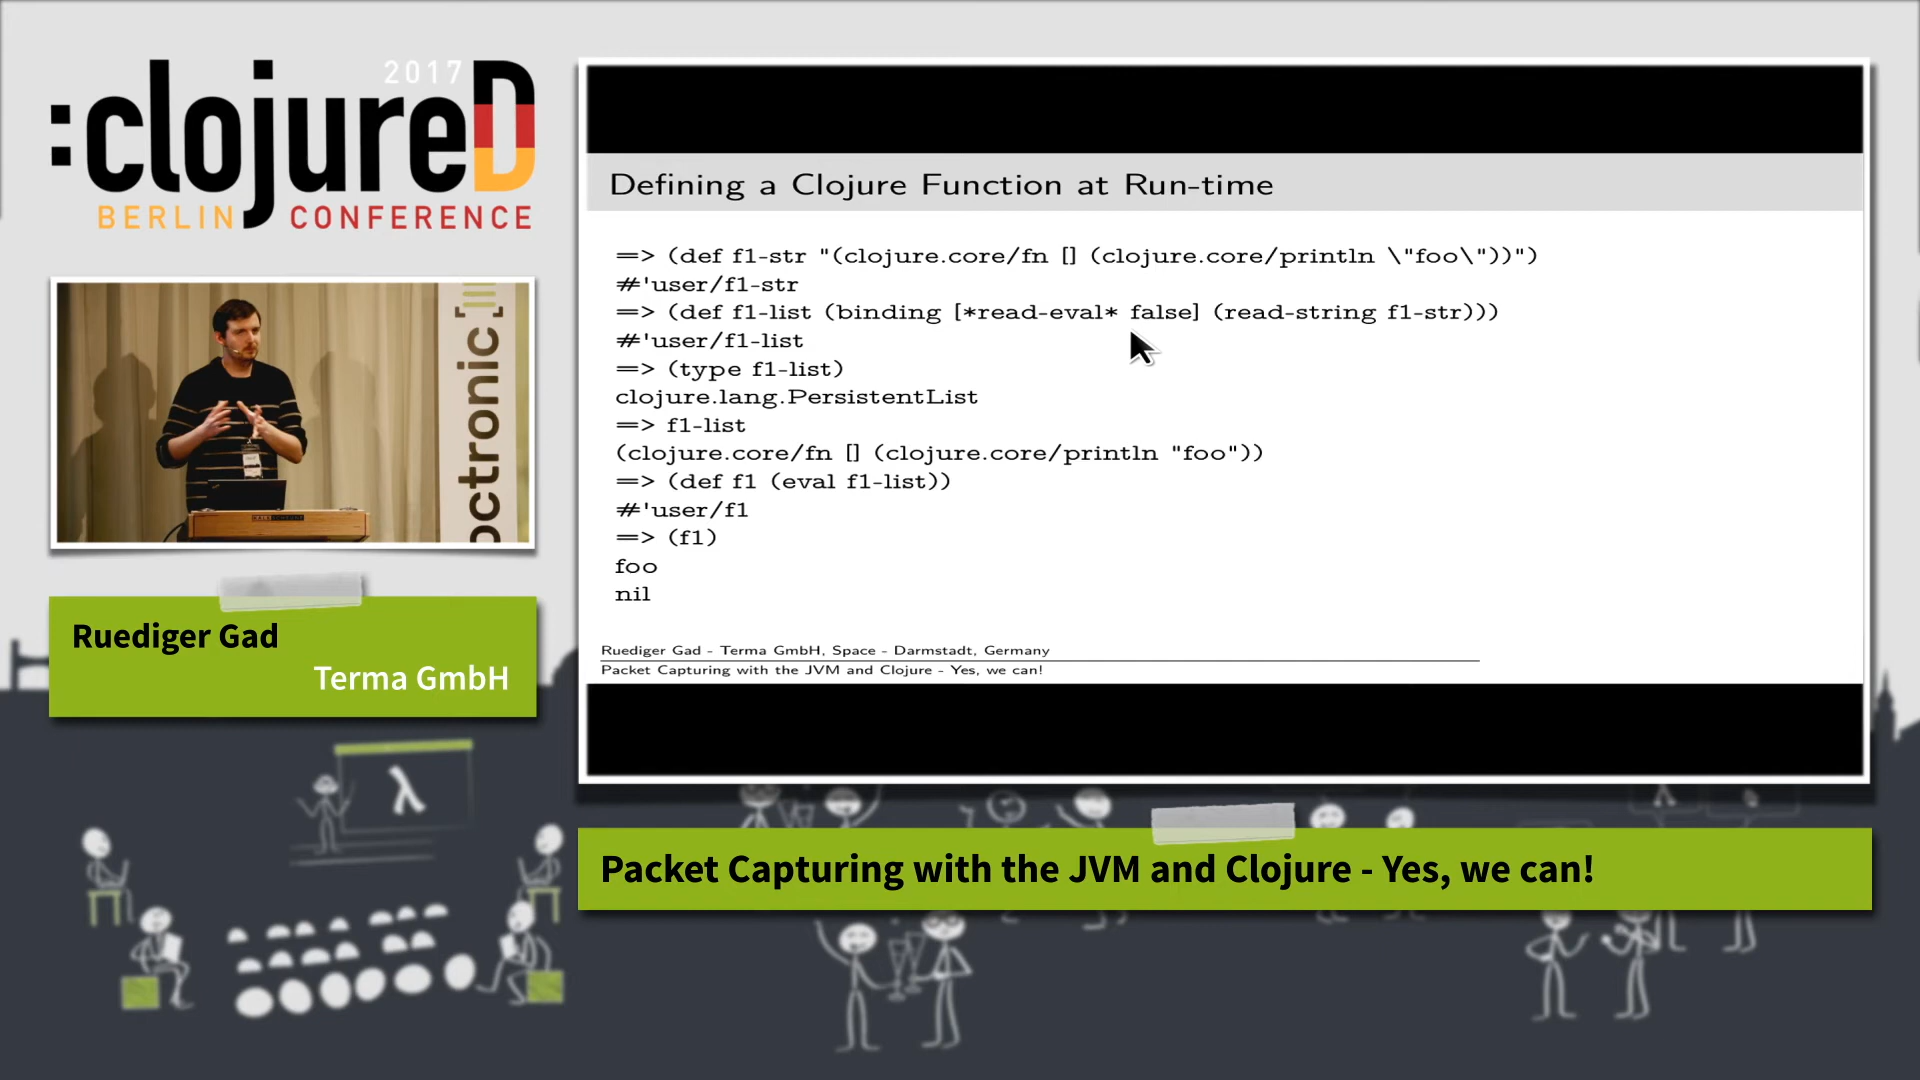 2017
:clojureD
BERLIN CONFERENCE
octronic
Ruediger Gad
Terma GmbH
Defining a Clojure Function at Run-time
=> (def f1-str "(clojure.core/fn [] (clojure.core/println \"foo\"))")
#'user/f1-str
=> (def f1-list (binding [*read-eval* false] (read-string f1-str)))
#'user/f1-list
=> (type f1-list)
clojure.lang.PersistentList
=> f1-list
(clojure.core/fn [] (clojure.core/println "foo"))
=> (def f1 (eval f1-list))
#'user/f1
=> (f1)
foo
nil
Ruediger Gad - Terma GmbH, Space - Darmstadt, Germany
Packet Capturing with the JVM and Clojure - Yes, we can!
λ
Packet Capturing with the JVM and Clojure - Yes, we can!